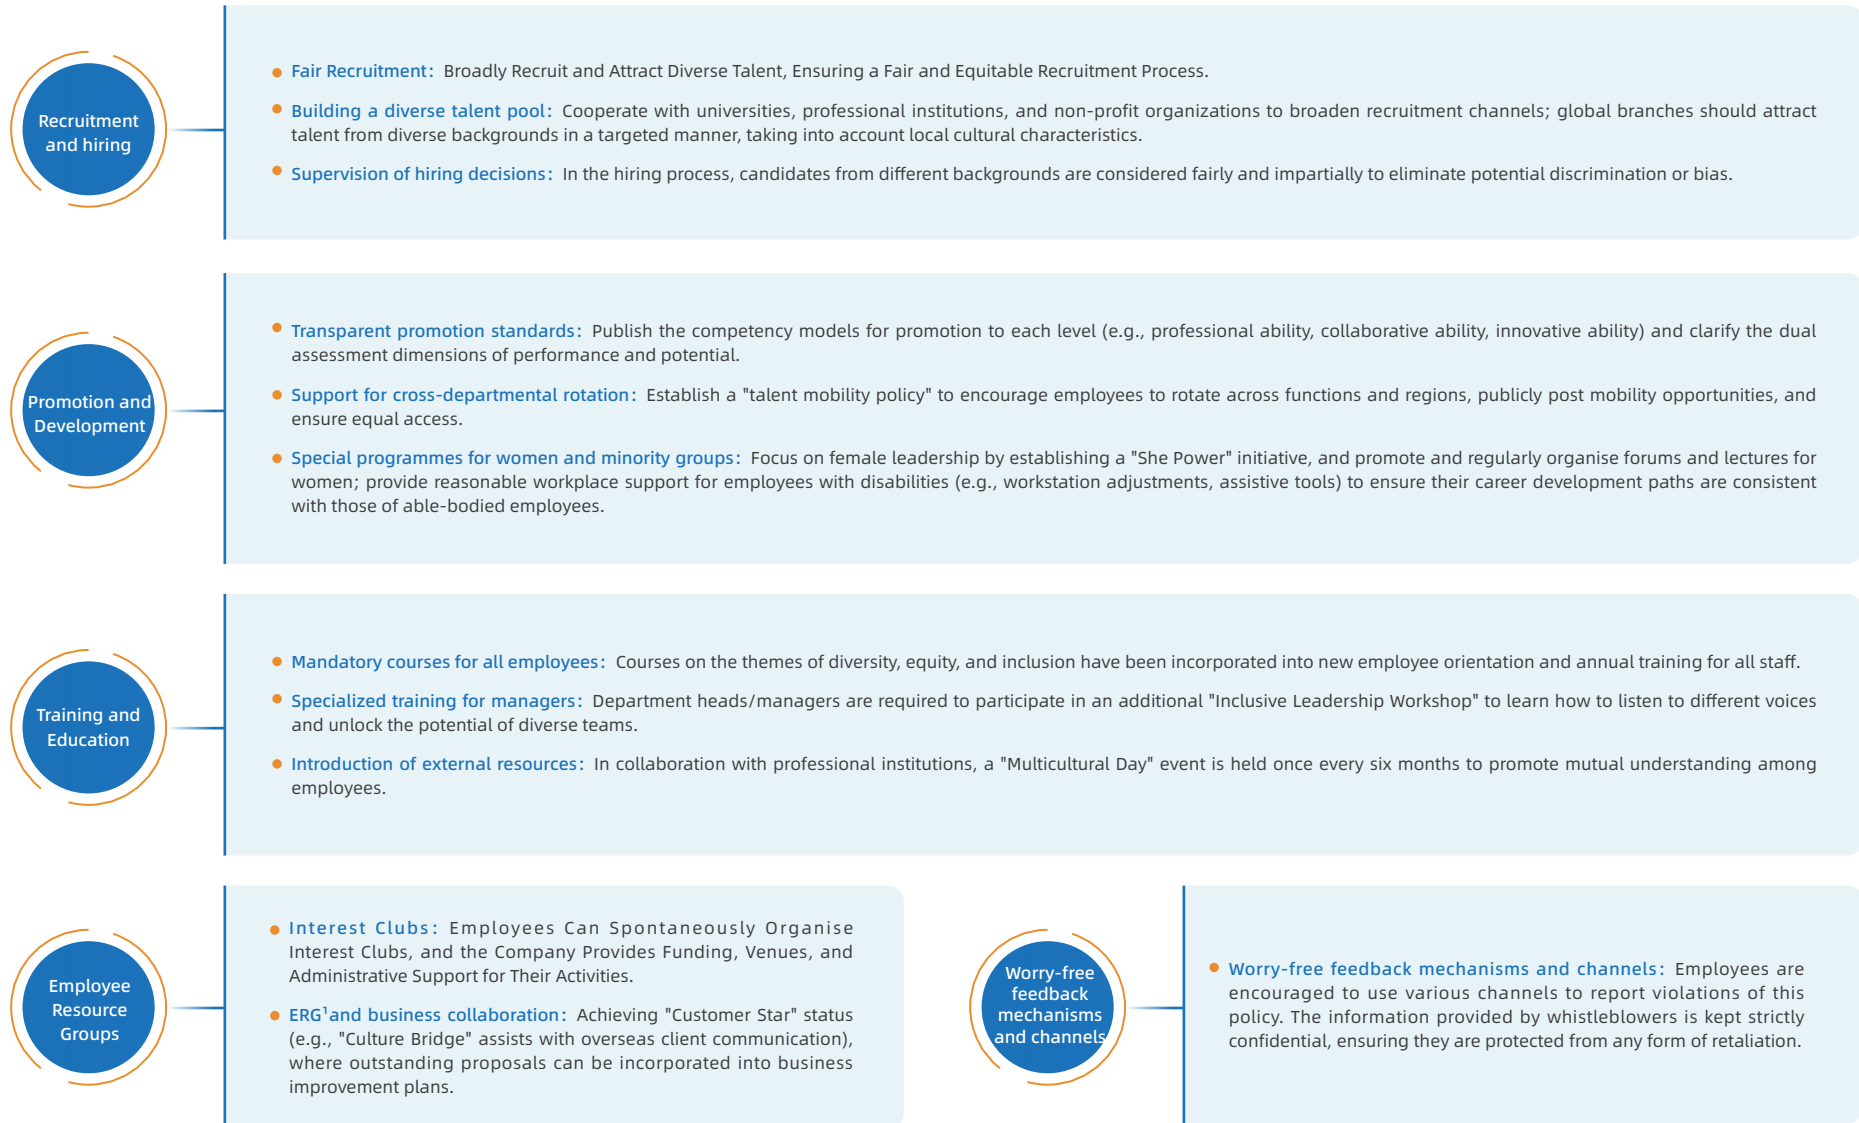 Recruitment
and hiring
Fair Recruitment: Broadly Recruit and Attract Diverse Talent, Ensuring a Fair and Equitable Recruitment Process.
Building a diverse talent pool: Cooperate with universities, professional institutions, and non-profit organizations to broaden recruitment channels; global branches should attract
talent from diverse backgrounds in a targeted manner, taking into account local cultural characteristics.
Supervision of hiring decisions: In the hiring process, candidates from different backgrounds are considered fairly and impartially to eliminate potential discrimination or bias.
Promotion and
Development
Transparent promotion standards: Publish the competency models for promotion to each level (e.g., professional ability, collaborative ability, innovative ability) and clarify the dual
assessment dimensions of performance and potential.
Support for cross-departmental rotation: Establish a "talent mobility policy" to encourage employees to rotate across functions and regions, publicly post mobility opportunities, and
ensure equal access.
Special programmes for women and minority groups: Focus on female leadership by establishing a "She Power" initiative, and promote and regularly organise forums and lectures for
women; provide reasonable workplace support for employees with disabilities (e.g., workstation adjustments, assistive tools) to ensure their career development paths are consistent
with those of able-bodied employees.
Training and
Education
Mandatory courses for all employees: Courses on the themes of diversity, equity, and inclusion have been incorporated into new employee orientation and annual training for all staff.
Specialized training for managers: Department heads/managers are required to participate in an additional "Inclusive Leadership Workshop" to learn how to listen to different voices
and unlock the potential of diverse teams.
Introduction of external resources: In collaboration with professional institutions, a "Multicultural Day" event is held once every six months to promote mutual understanding among
employees.
Employee
Resource
Groups
Interest Clubs: Employees Can Spontaneously Organise
Interest Clubs, and the Company Provides Funding, Venues, and
Administrative Support for Their Activities.
ERG¹and business collaboration: Achieving "Customer Star" status
(e.g., "Culture Bridge" assists with overseas client communication),
where outstanding proposals can be incorporated into business
improvement plans.
Worry-free
feedback
mechanisms
and channels
Worry-free feedback mechanisms and channels: Employees are
encouraged to use various channels to report violations of this
policy. The information provided by whistleblowers is kept strictly
confidential, ensuring they are protected from any form of retaliation.